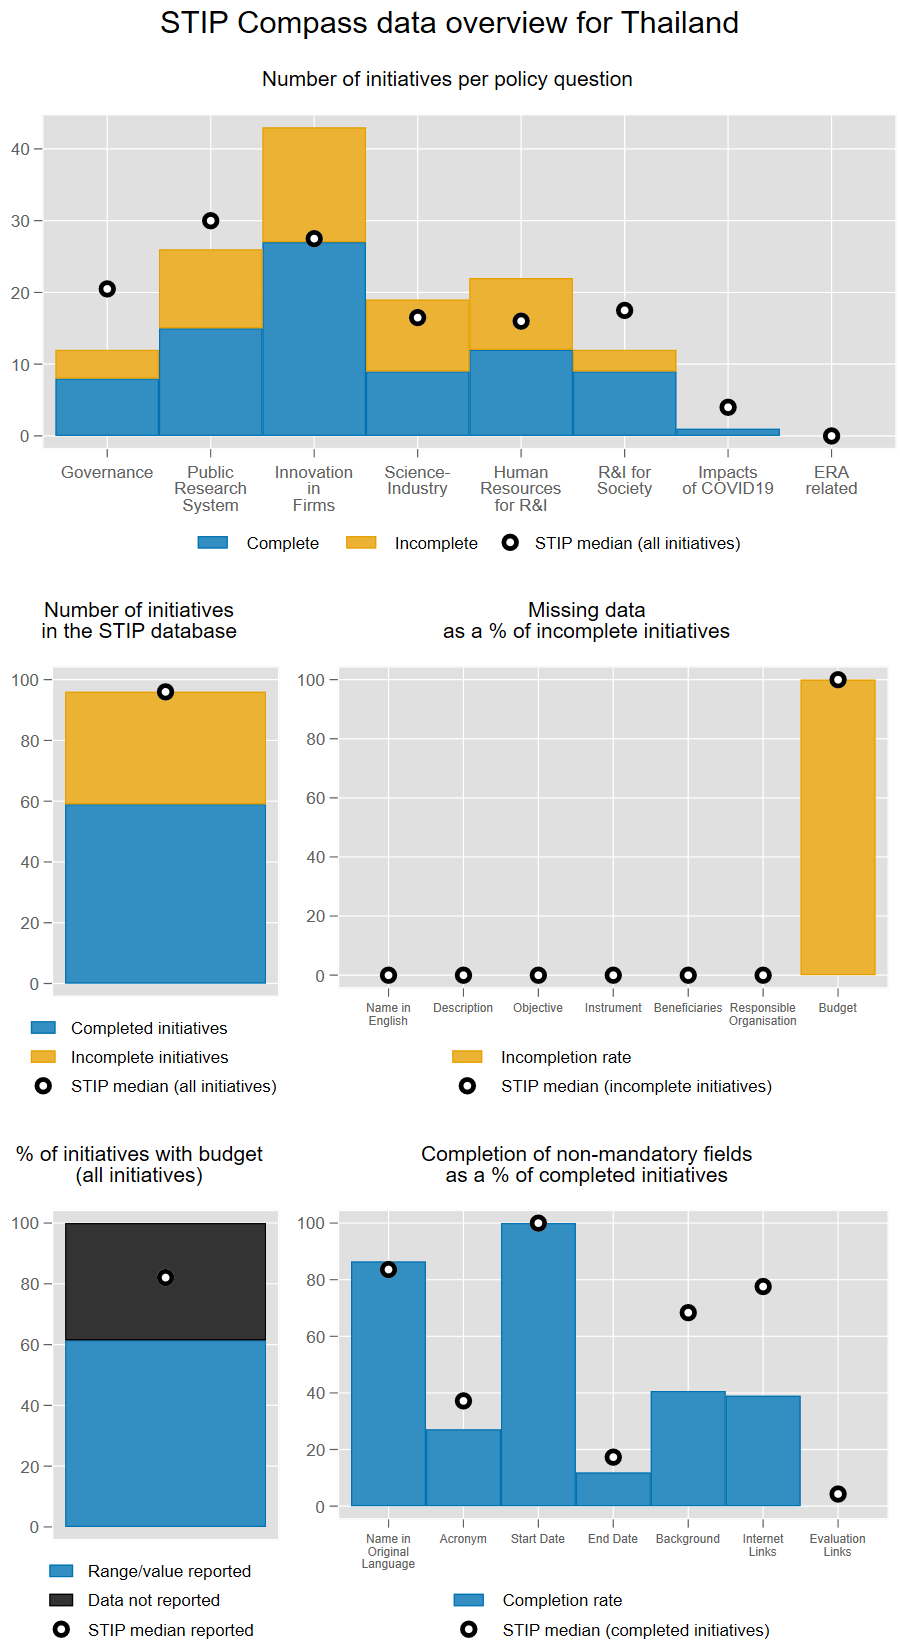 STIP Compass data overview for Thailand
Number of initiatives per policy question
40
30
20
10
0
Governance
Public
Research
System
Innovation
in
Firms
Science-
Industry
Human
Resources
for R&I
R&I for
Society
Impacts
of COVID19
ERA
related
Complete
Incomplete
STIP median (all initiatives)
Number of initiatives
in the STIP database
100
80
60
40
20
0
Completed initiatives
Incomplete initiatives
STIP median (all initiatives)
Missing data
as a % of incomplete initiatives
100
80
60
40
20
0
Name in
English
Description
Objective
Instrument
Beneficiaries
Responsible
Organisation
Budget
Incompletion rate
STIP median (incomplete initiatives)
% of initiatives with budget
(all initiatives)
100
80
60
40
20
0
Range/value reported
Data not reported
STIP median reported
Completion of non-mandatory fields
as a % of completed initiatives
100
80
60
40
20
0
Name in
Original
Language
Acronym
Start Date
End Date
Background
Internet
Links
Evaluation
Links
Completion rate
STIP median (completed initiatives)